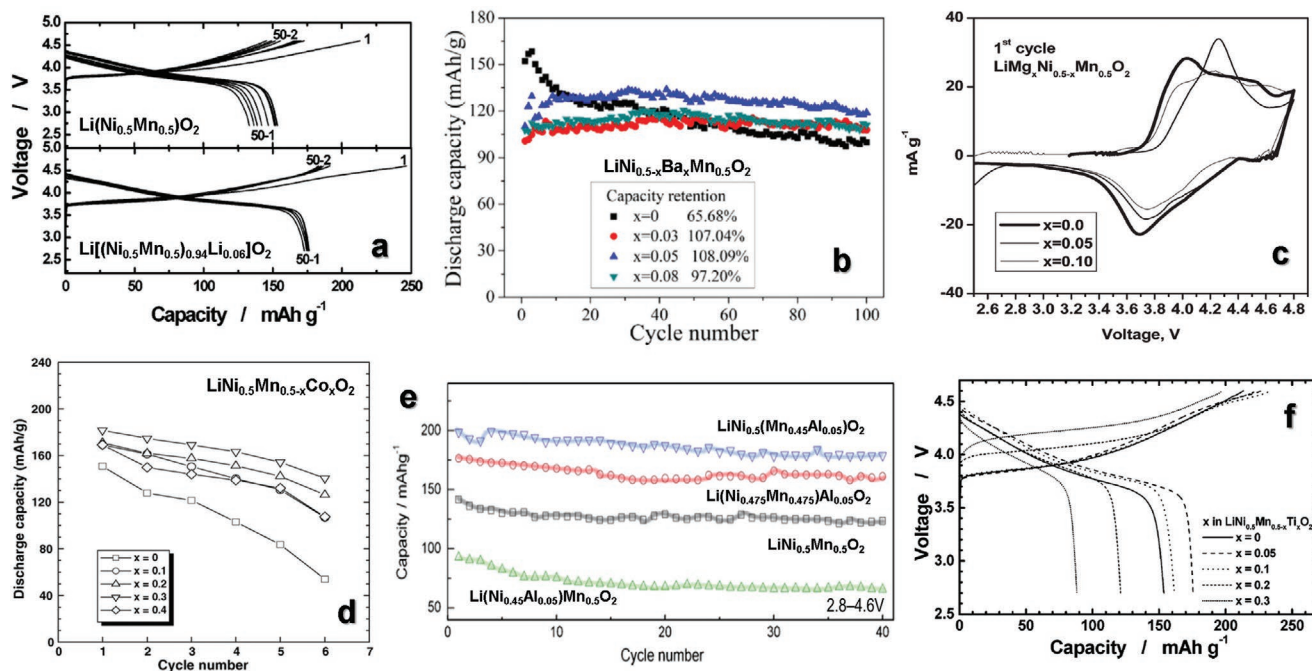 5.0
4.5
4.0
3.5
3.0
2.5
5.0
4.5
4.0
3.5
3.0
2.5
Voltage / V
50-2
1
Li(Ni0.5Mn0.5)O2
50-1
50-2
1
Li[(Ni0.5Mn0.5)0.94Li0.06]O2
50-1
a
0 50 100 150 200 250
Capacity / mAh g-1
180
150
120
90
60
30
0
Discharge capacity (mAh/g)
b
LiNi0.5-xBaxMn0.5O2
Capacity retention
x=0 65.68%
x=0.03 107.04%
x=0.05 108.09%
x=0.08 97.20%
0 20 40 60 80 100
Cycle number
40
20
0
-20
-40
mA g-1
1st cycle
LiMgxNi0.5-xMn0.5O2
x=0.0
x=0.05
x=0.10
c
2.6 2.8 3.0 3.2 3.4 3.6 3.8 4.0 4.2 4.4 4.6 4.8
Voltage, V
240
200
160
120
80
40
0
Discharge capacity (mAh/g)
LiNi0.5Mn0.5-xCoxO2
x = 0
x = 0.1
x = 0.2
x = 0.3
x = 0.4
d
0 1 2 3 4 5 6 7
Cycle number
e
200
150
100
50
Capacity / mAhg-1
LiNi0.5(Mn0.45Al0.05)O2
Li(Ni0.475Mn0.475)Al0.05O2
LiNi0.5Mn0.5O2
Li(Ni0.45Al0.05)Mn0.5O2
2.8–4.6V
0 10 20 30 40
Cycle number
f
4.5
4.0
3.5
3.0
2.5
Voltage / V
x in LiNi0.5Mn0.5-xTixO2
x = 0
x = 0.05
x = 0.1
x = 0.2
x = 0.3
0 50 100 150 200 250
Capacity / mAh g-1